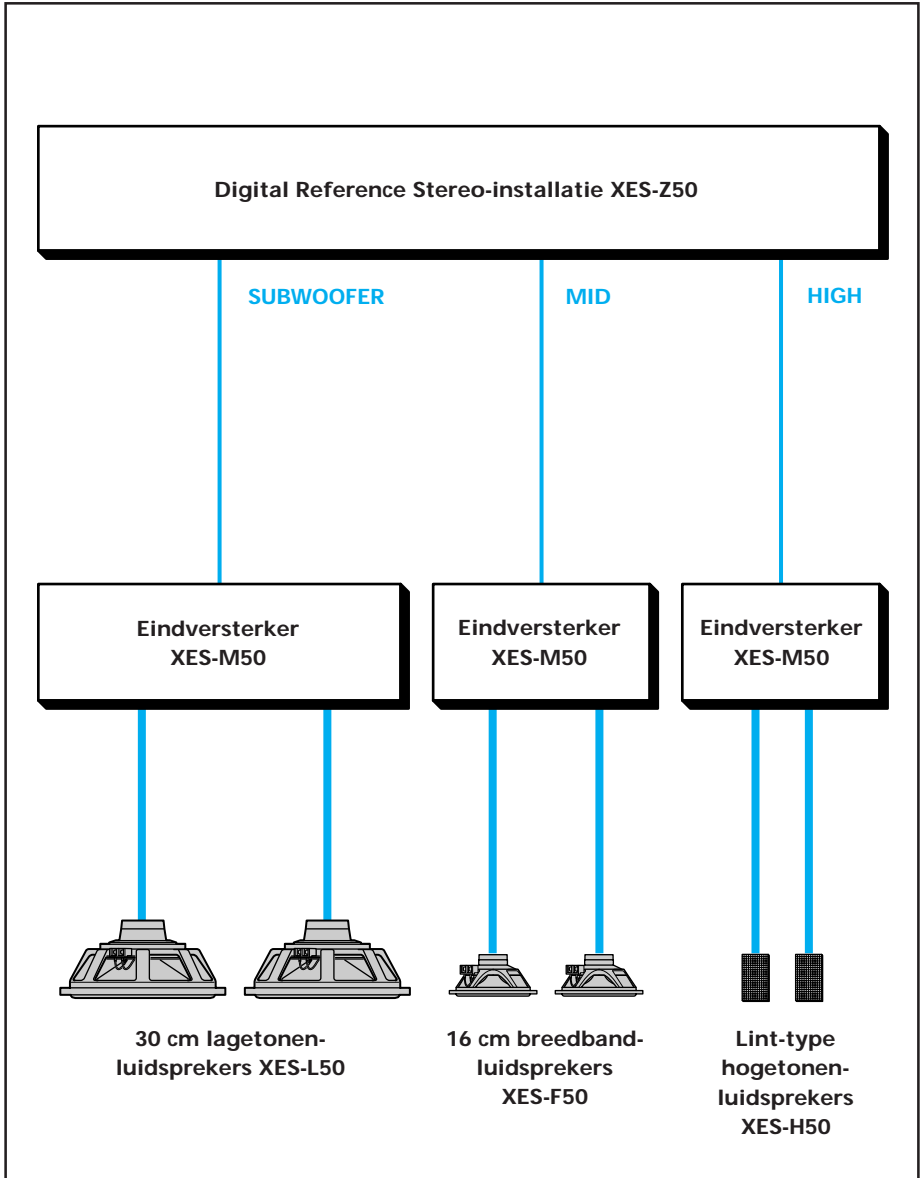 Digital Reference Stereo-installatie XES-Z50
SUBWOOFER
MID
HIGH
Eindversterker
XES-M50
Eindversterker
XES-M50
Eindversterker
XES-M50
30 cm lagetonen-
luidsprekers XES-L50
16 cm breedband-
luidsprekers
XES-F50
Lint-type
hogetonen-
luidsprekers
XES-H50